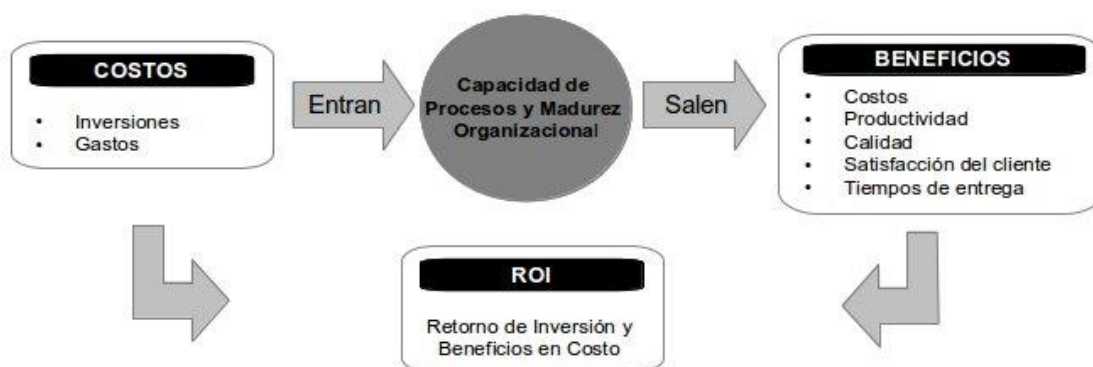 COSTOS
• Inversiones
• Gastos
Entran
Capacidad de
Procesos y Madurez
Organizacional
Salen
BENEFICIOS
• Costos
• Productividad
• Calidad
• Satisfacción del cliente
• Tiempos de entrega
ROI
Retorno de Inversión y
Beneficios en Costo